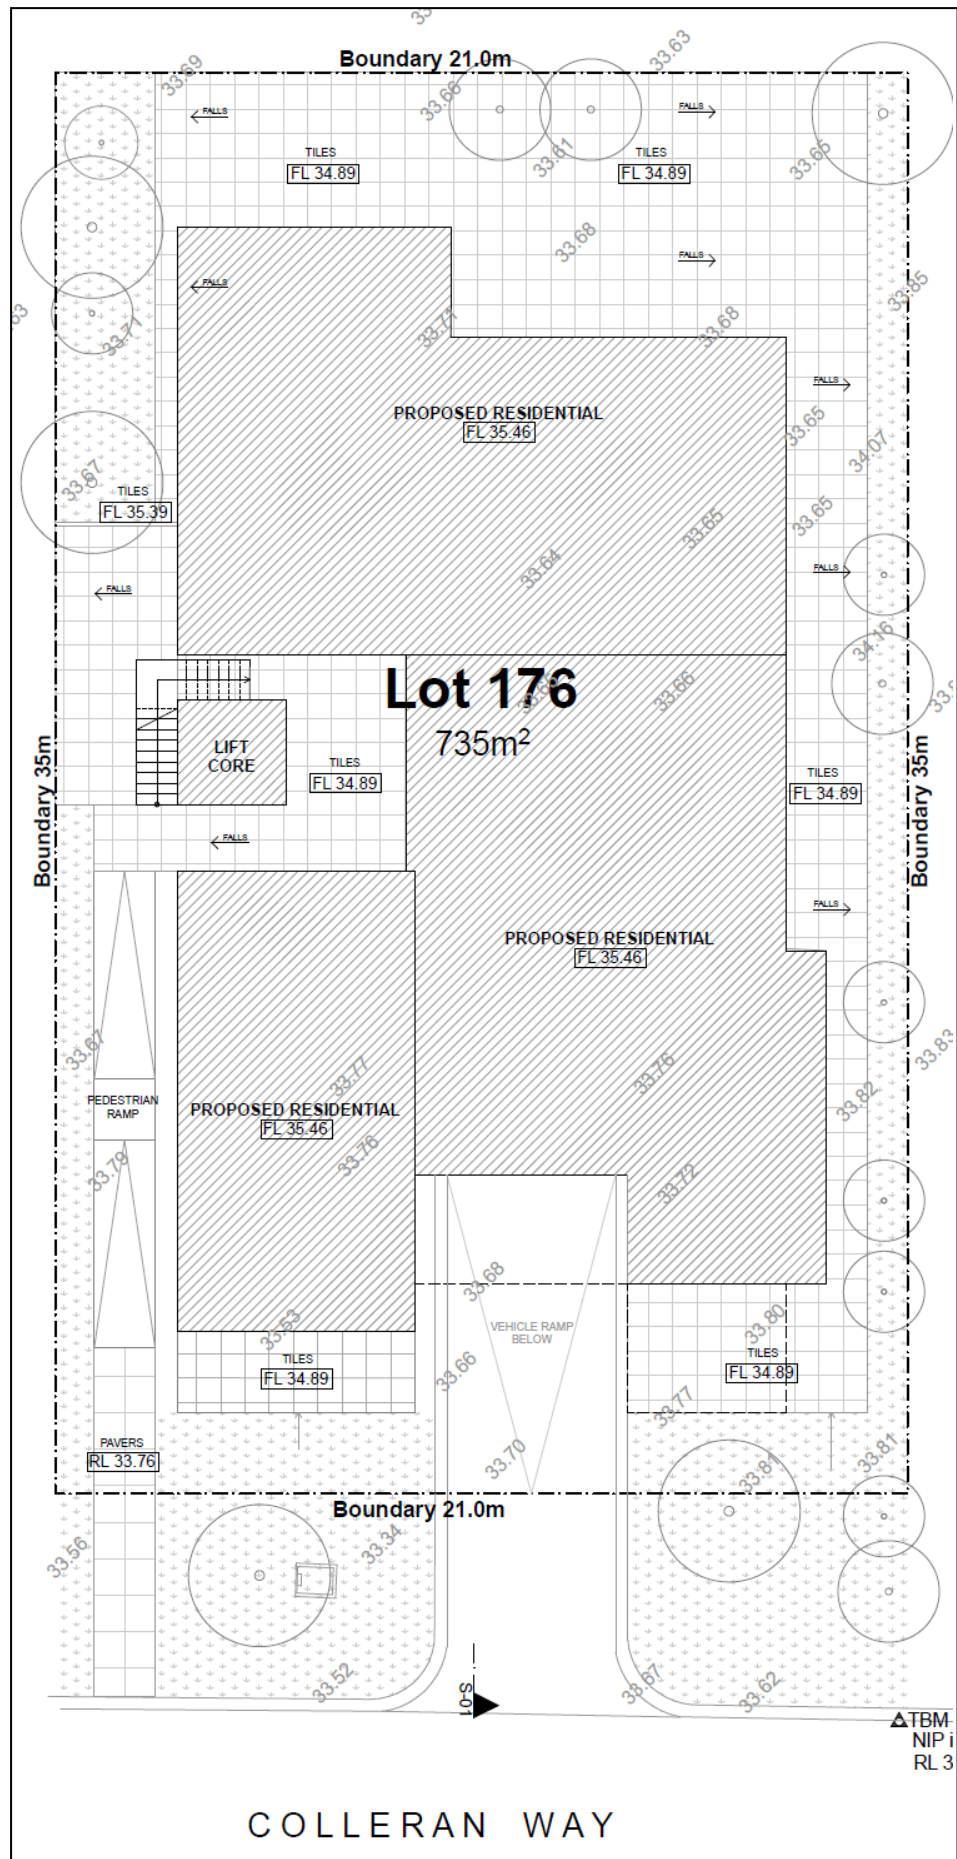 33.69
Boundary 21.0m
33.63
33.66
FALLS
FALLS
TILES
FL 34.89
33.61
TILES
FL 34.89
33.65
33.68
FALLS
FALLS
33.85
33.71
33.71
33.68
FALLS
PROPOSED RESIDENTIAL
FL 35.46
33.65
34.07
33.67
TILES
FL 35.39
33.65
33.65
33.64
FALLS
FALLS
34.16
Lot 176
33.66
735m²
LIFT
CORE
TILES
FL 34.89
TILES
FL 34.89
Boundary 35m
Boundary 35m
FALLS
FALLS
PROPOSED RESIDENTIAL
FL 35.46
33.67
33.77
33.76
33.83
33.82
PEDESTRIAN
RAMP
PROPOSED RESIDENTIAL
FL 35.46
33.76
33.79
33.72
33.68
33.53
VEHICLE RAMP
BELOW
33.80
TILES
FL 34.89
33.66
TILES
FL 34.89
33.77
PAVERS
RL 33.76
33.70
33.81
33.81
Boundary 21.0m
33.56
33.34
33.52
S-01
33.67
33.62
TBM
NIP i
RL 3
COLLERAN WAY